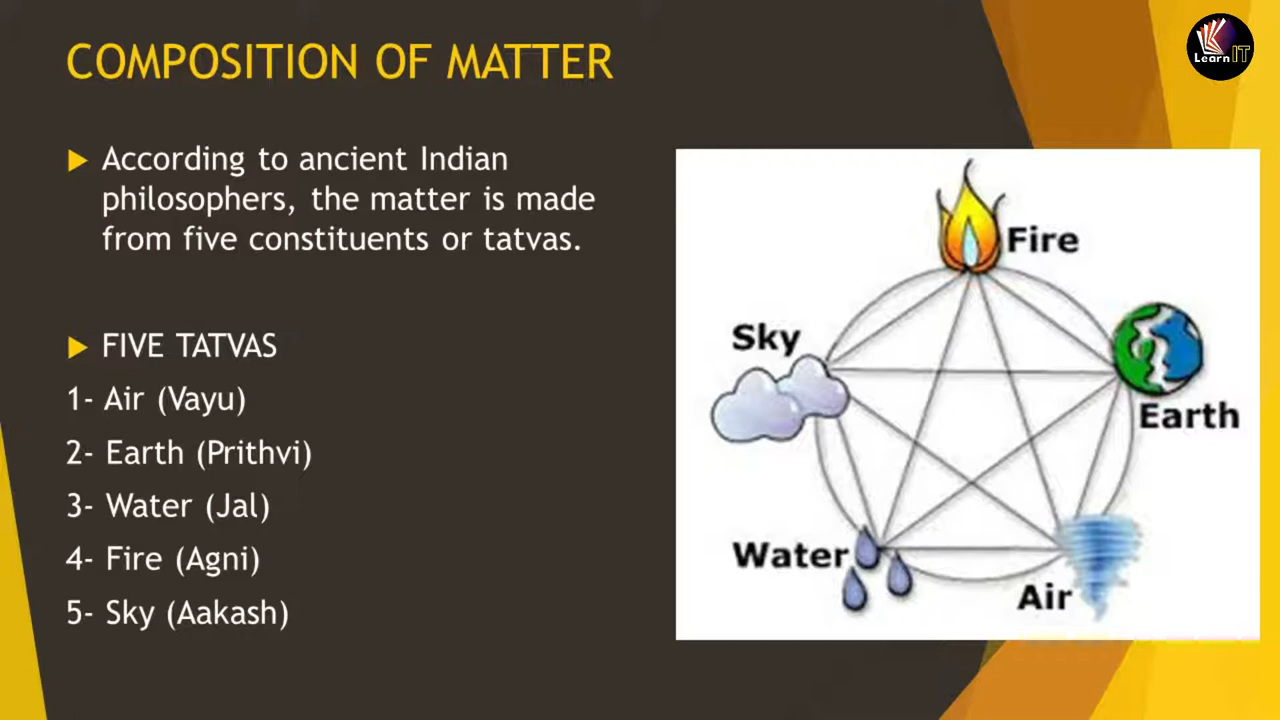 COMPOSITION OF MATTER
Learn IT
According to ancient Indian
philosophers, the matter is made
from five constituents or tatvas.
FIVE TATVAS
1- Air (Vayu)
2- Earth (Prithvi)
3- Water (Jal)
4- Fire (Agni)
5- Sky (Aakash)
Fire
Sky
Earth
Water
Air